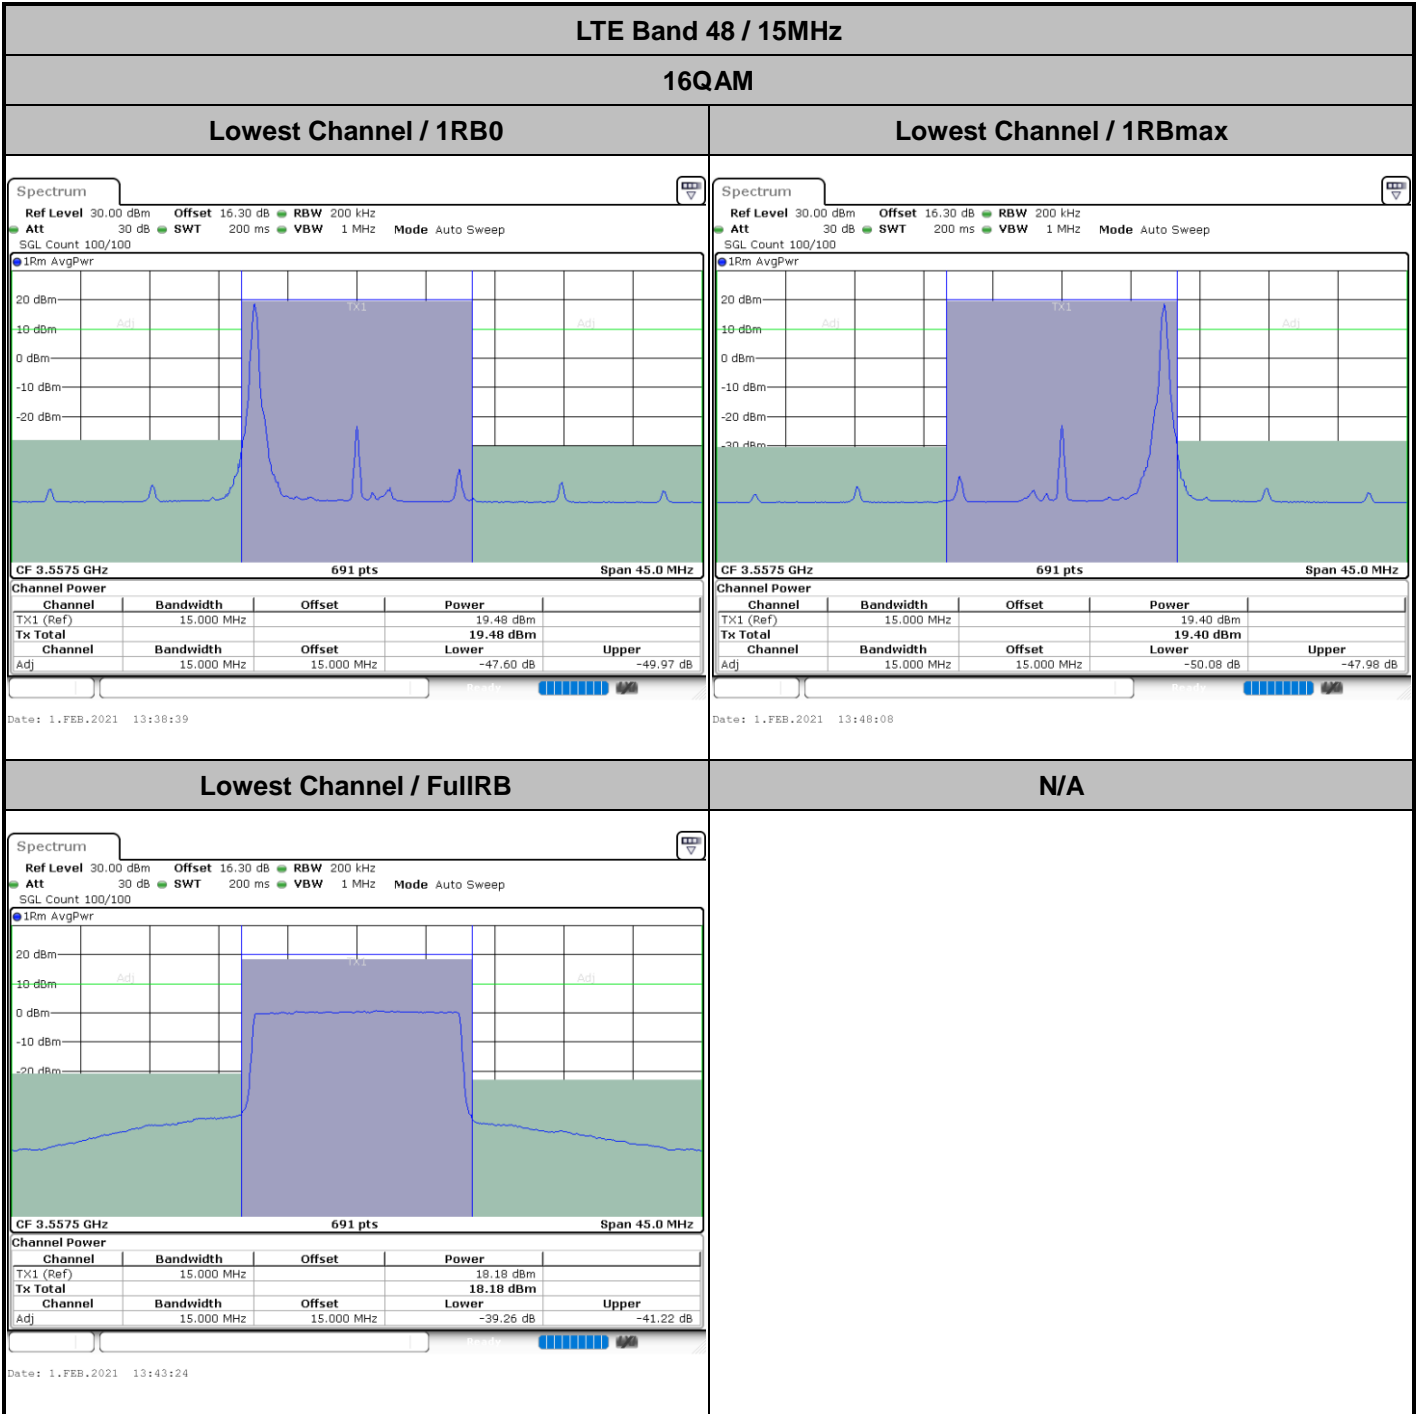 LTE Band 48 / 15MHz
16QAM
Lowest Channel / 1RB0
Lowest Channel / 1RBmax
Spectrum
Ref Level 30.00 dBm Offset 16.30 dB RBW 200 kHz
Att 30 dB SWT 200 ms VBW 1 MHz Mode Auto Sweep
SGL Count 100/100
1Rm AvgPwr
20 dBm
10 dBm
0 dBm
-10 dBm
-20 dBm
Adj
TX1
Adj
CF 3.5575 GHz 691 pts Span 45.0 MHz
Channel Power
Channel Bandwidth Offset Power
TX1 (Ref) 15.000 MHz 19.48 dBm
Tx Total 19.48 dBm
Channel Bandwidth Offset Lower Upper
Adj 15.000 MHz 15.000 MHz -47.60 dB -49.97 dB
Ready
Date: 1.FEB.2021 13:38:39
Spectrum
Ref Level 30.00 dBm Offset 16.30 dB RBW 200 kHz
Att 30 dB SWT 200 ms VBW 1 MHz Mode Auto Sweep
SGL Count 100/100
1Rm AvgPwr
20 dBm
10 dBm
0 dBm
-10 dBm
-20 dBm
-30 dBm
Adj
TX1
Adj
CF 3.5575 GHz 691 pts Span 45.0 MHz
Channel Power
Channel Bandwidth Offset Power
TX1 (Ref) 15.000 MHz 19.40 dBm
Tx Total 19.40 dBm
Channel Bandwidth Offset Lower Upper
Adj 15.000 MHz 15.000 MHz -50.08 dB -47.98 dB
Ready
Date: 1.FEB.2021 13:48:08
Lowest Channel / FullRB
N/A
Spectrum
Ref Level 30.00 dBm Offset 16.30 dB RBW 200 kHz
Att 30 dB SWT 200 ms VBW 1 MHz Mode Auto Sweep
SGL Count 100/100
1Rm AvgPwr
20 dBm
10 dBm
0 dBm
-10 dBm
-20 dBm
Adj
TX1
Adj
CF 3.5575 GHz 691 pts Span 45.0 MHz
Channel Power
Channel Bandwidth Offset Power
TX1 (Ref) 15.000 MHz 18.18 dBm
Tx Total 18.18 dBm
Channel Bandwidth Offset Lower Upper
Adj 15.000 MHz 15.000 MHz -39.26 dB -41.22 dB
Ready
Date: 1.FEB.2021 13:43:24